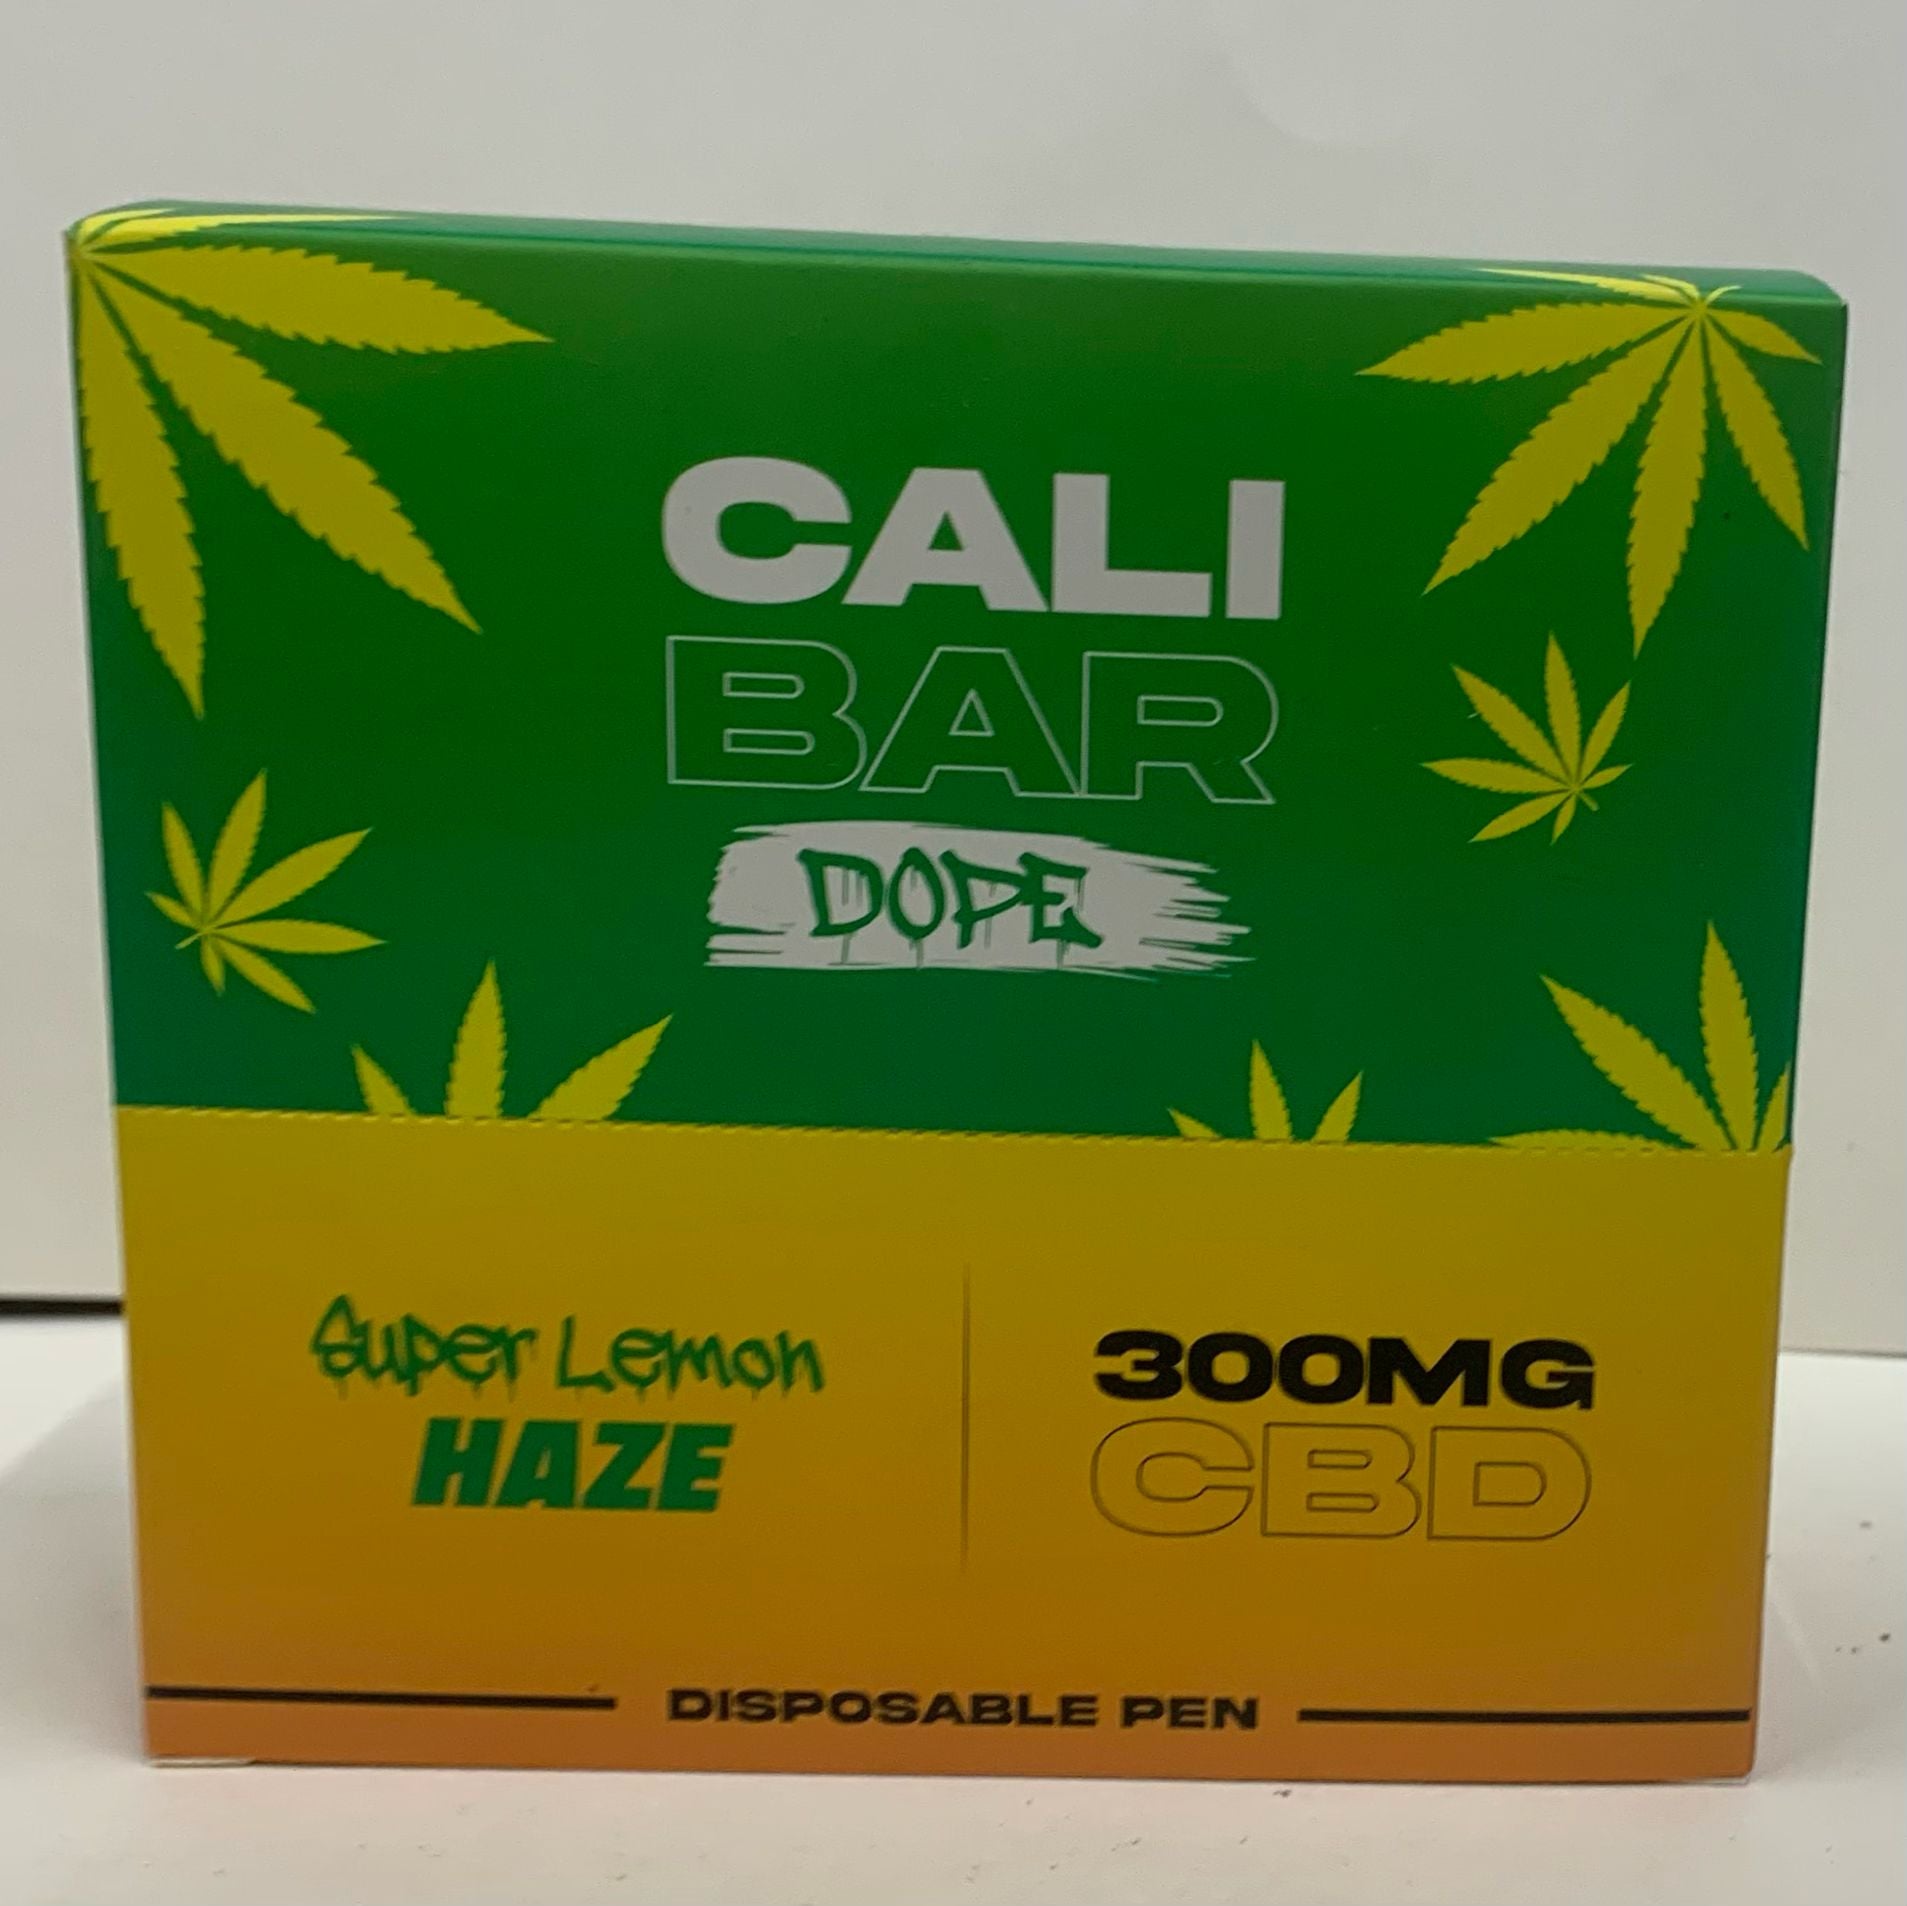 CALI
BAR
DOPE
Super Lemon
HAZE
300MG
CBD
DISPOSABLE PEN